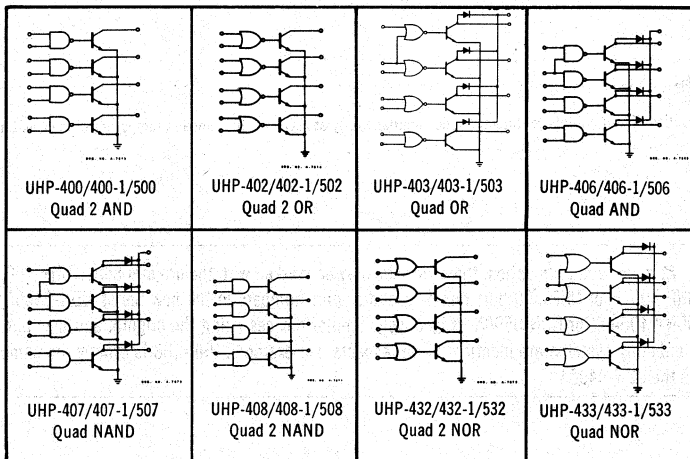 UHP-400/400-1/500
Quad 2 AND
UHP-402/402-1/502
Quad 2 OR
UHP-403/403-1/503
Quad OR
UHP-406/406-1/506
Quad AND
UHP-407/407-1/507
Quad NAND
UHP-408/408-1/508
Quad 2 NAND
UHP-432/432-1/532
Quad 2 NOR
UHP-433/433-1/533
Quad NOR